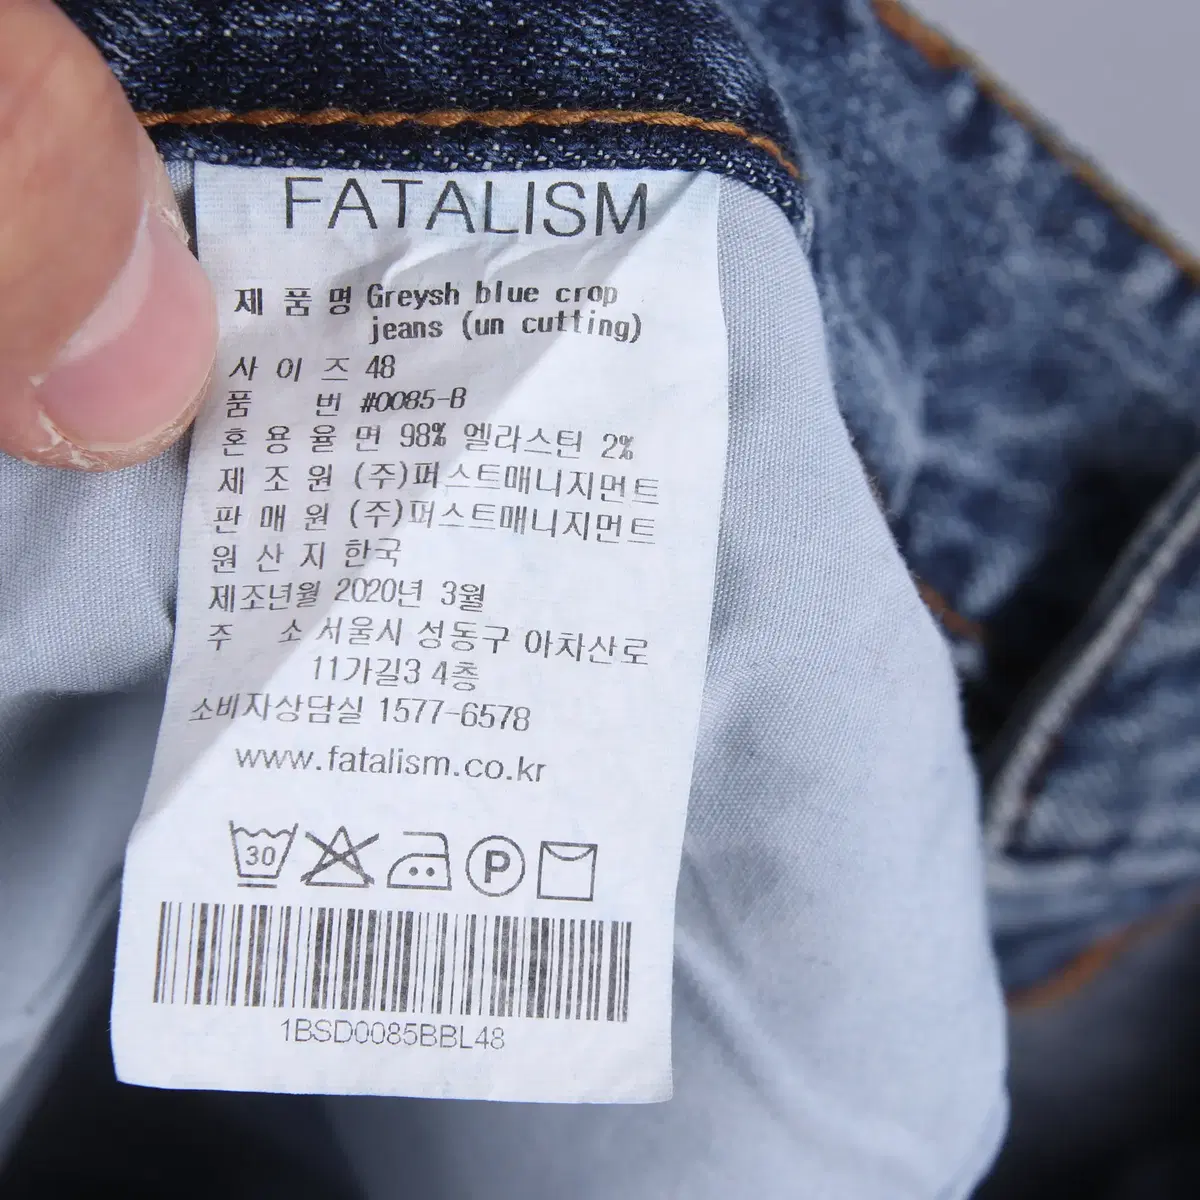 FATALISM
제 품 명 Greysh blue crop
jeans (un cutting)
사 이 즈 48
품 번 #0085-B
혼 용 율 면 98% 엘라스틴 2%
제 조 원 (주)퍼스트매니지먼트
판 매 원 (주)퍼스트매니지먼트
원 산 지 한국
제조년월 2020년 3월
주 소 서울시 성동구 아차산로
11가길3 4층
소비자상담실 1577-6578
www.fatalism.co.kr
30 P
1BSD0085BBL48